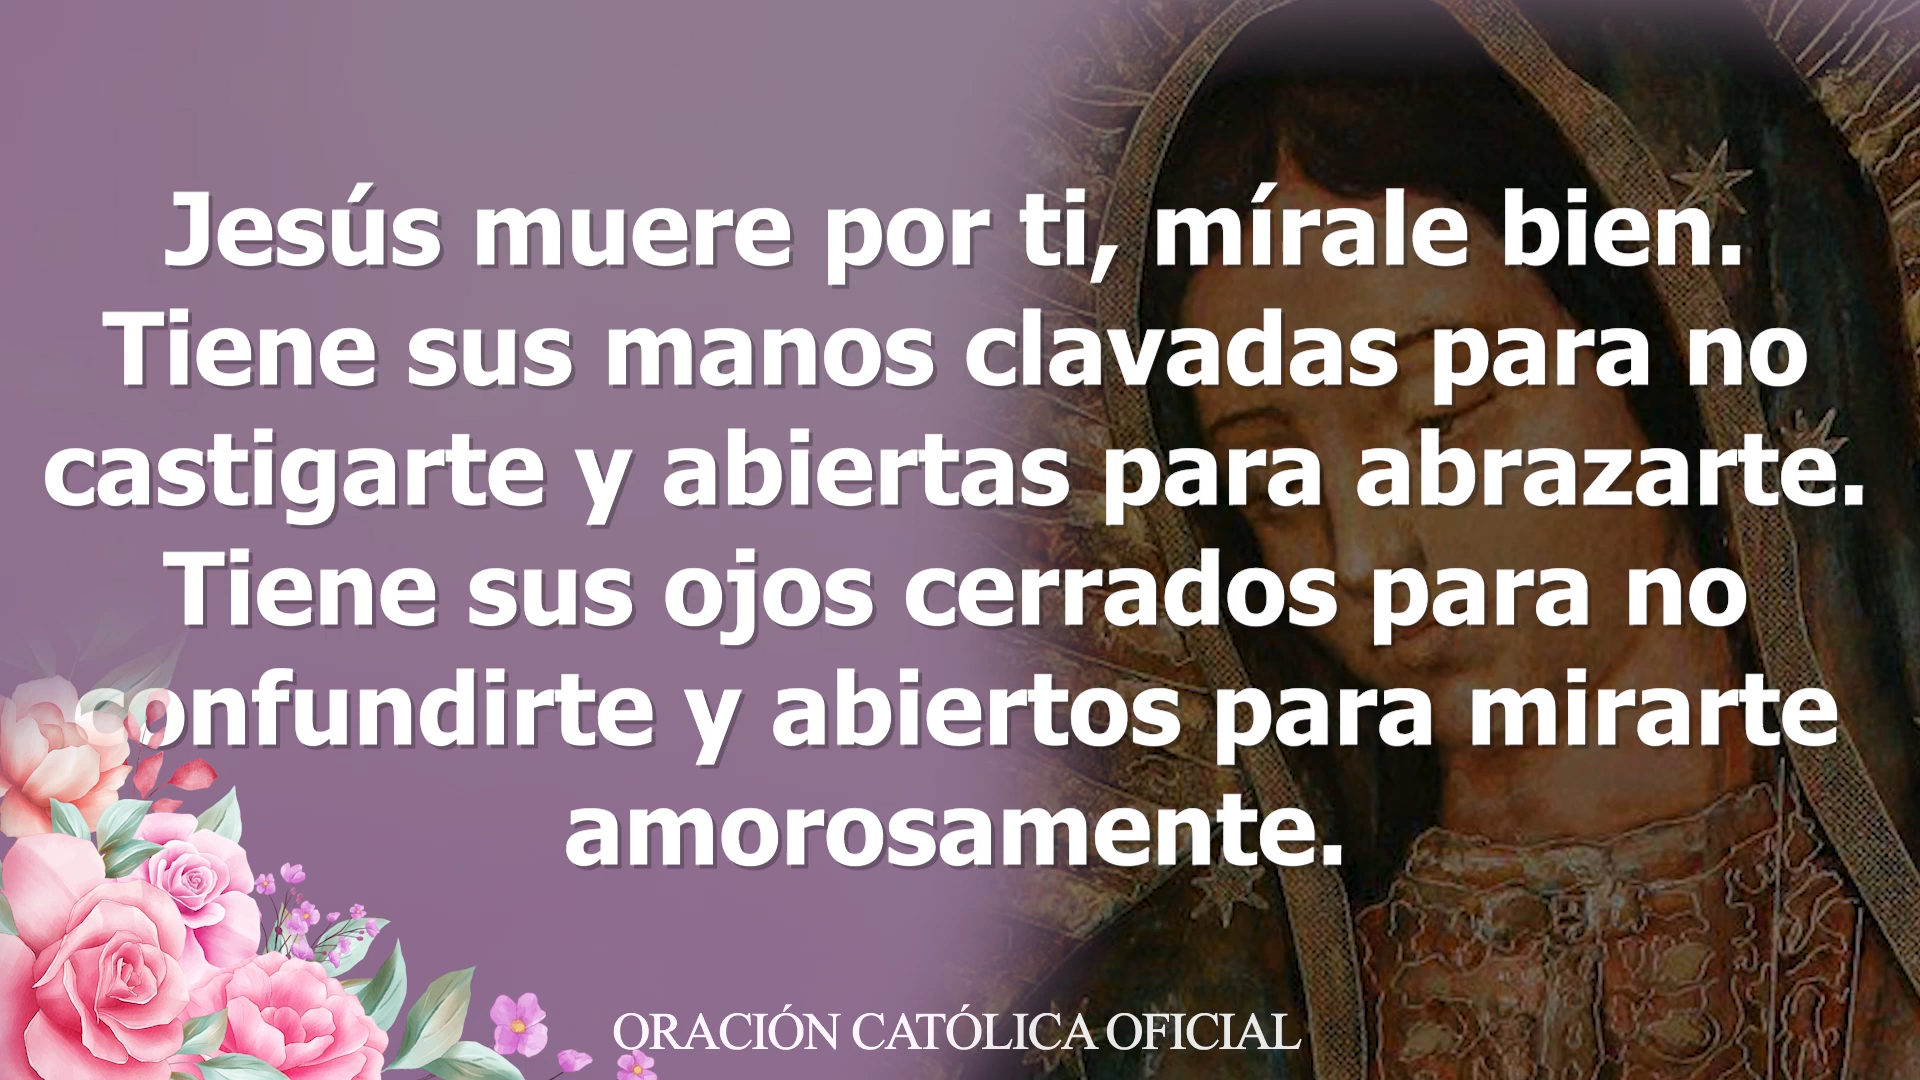 Jesús muere por ti, mírale bien.
Tiene sus manos clavadas para no
castigarte y abiertas para abrazarte.
Tiene sus ojos cerrados para no
confundirte y abiertos para mirarte
amorosamente.
ORACIÓN CATÓLICA OFICIAL